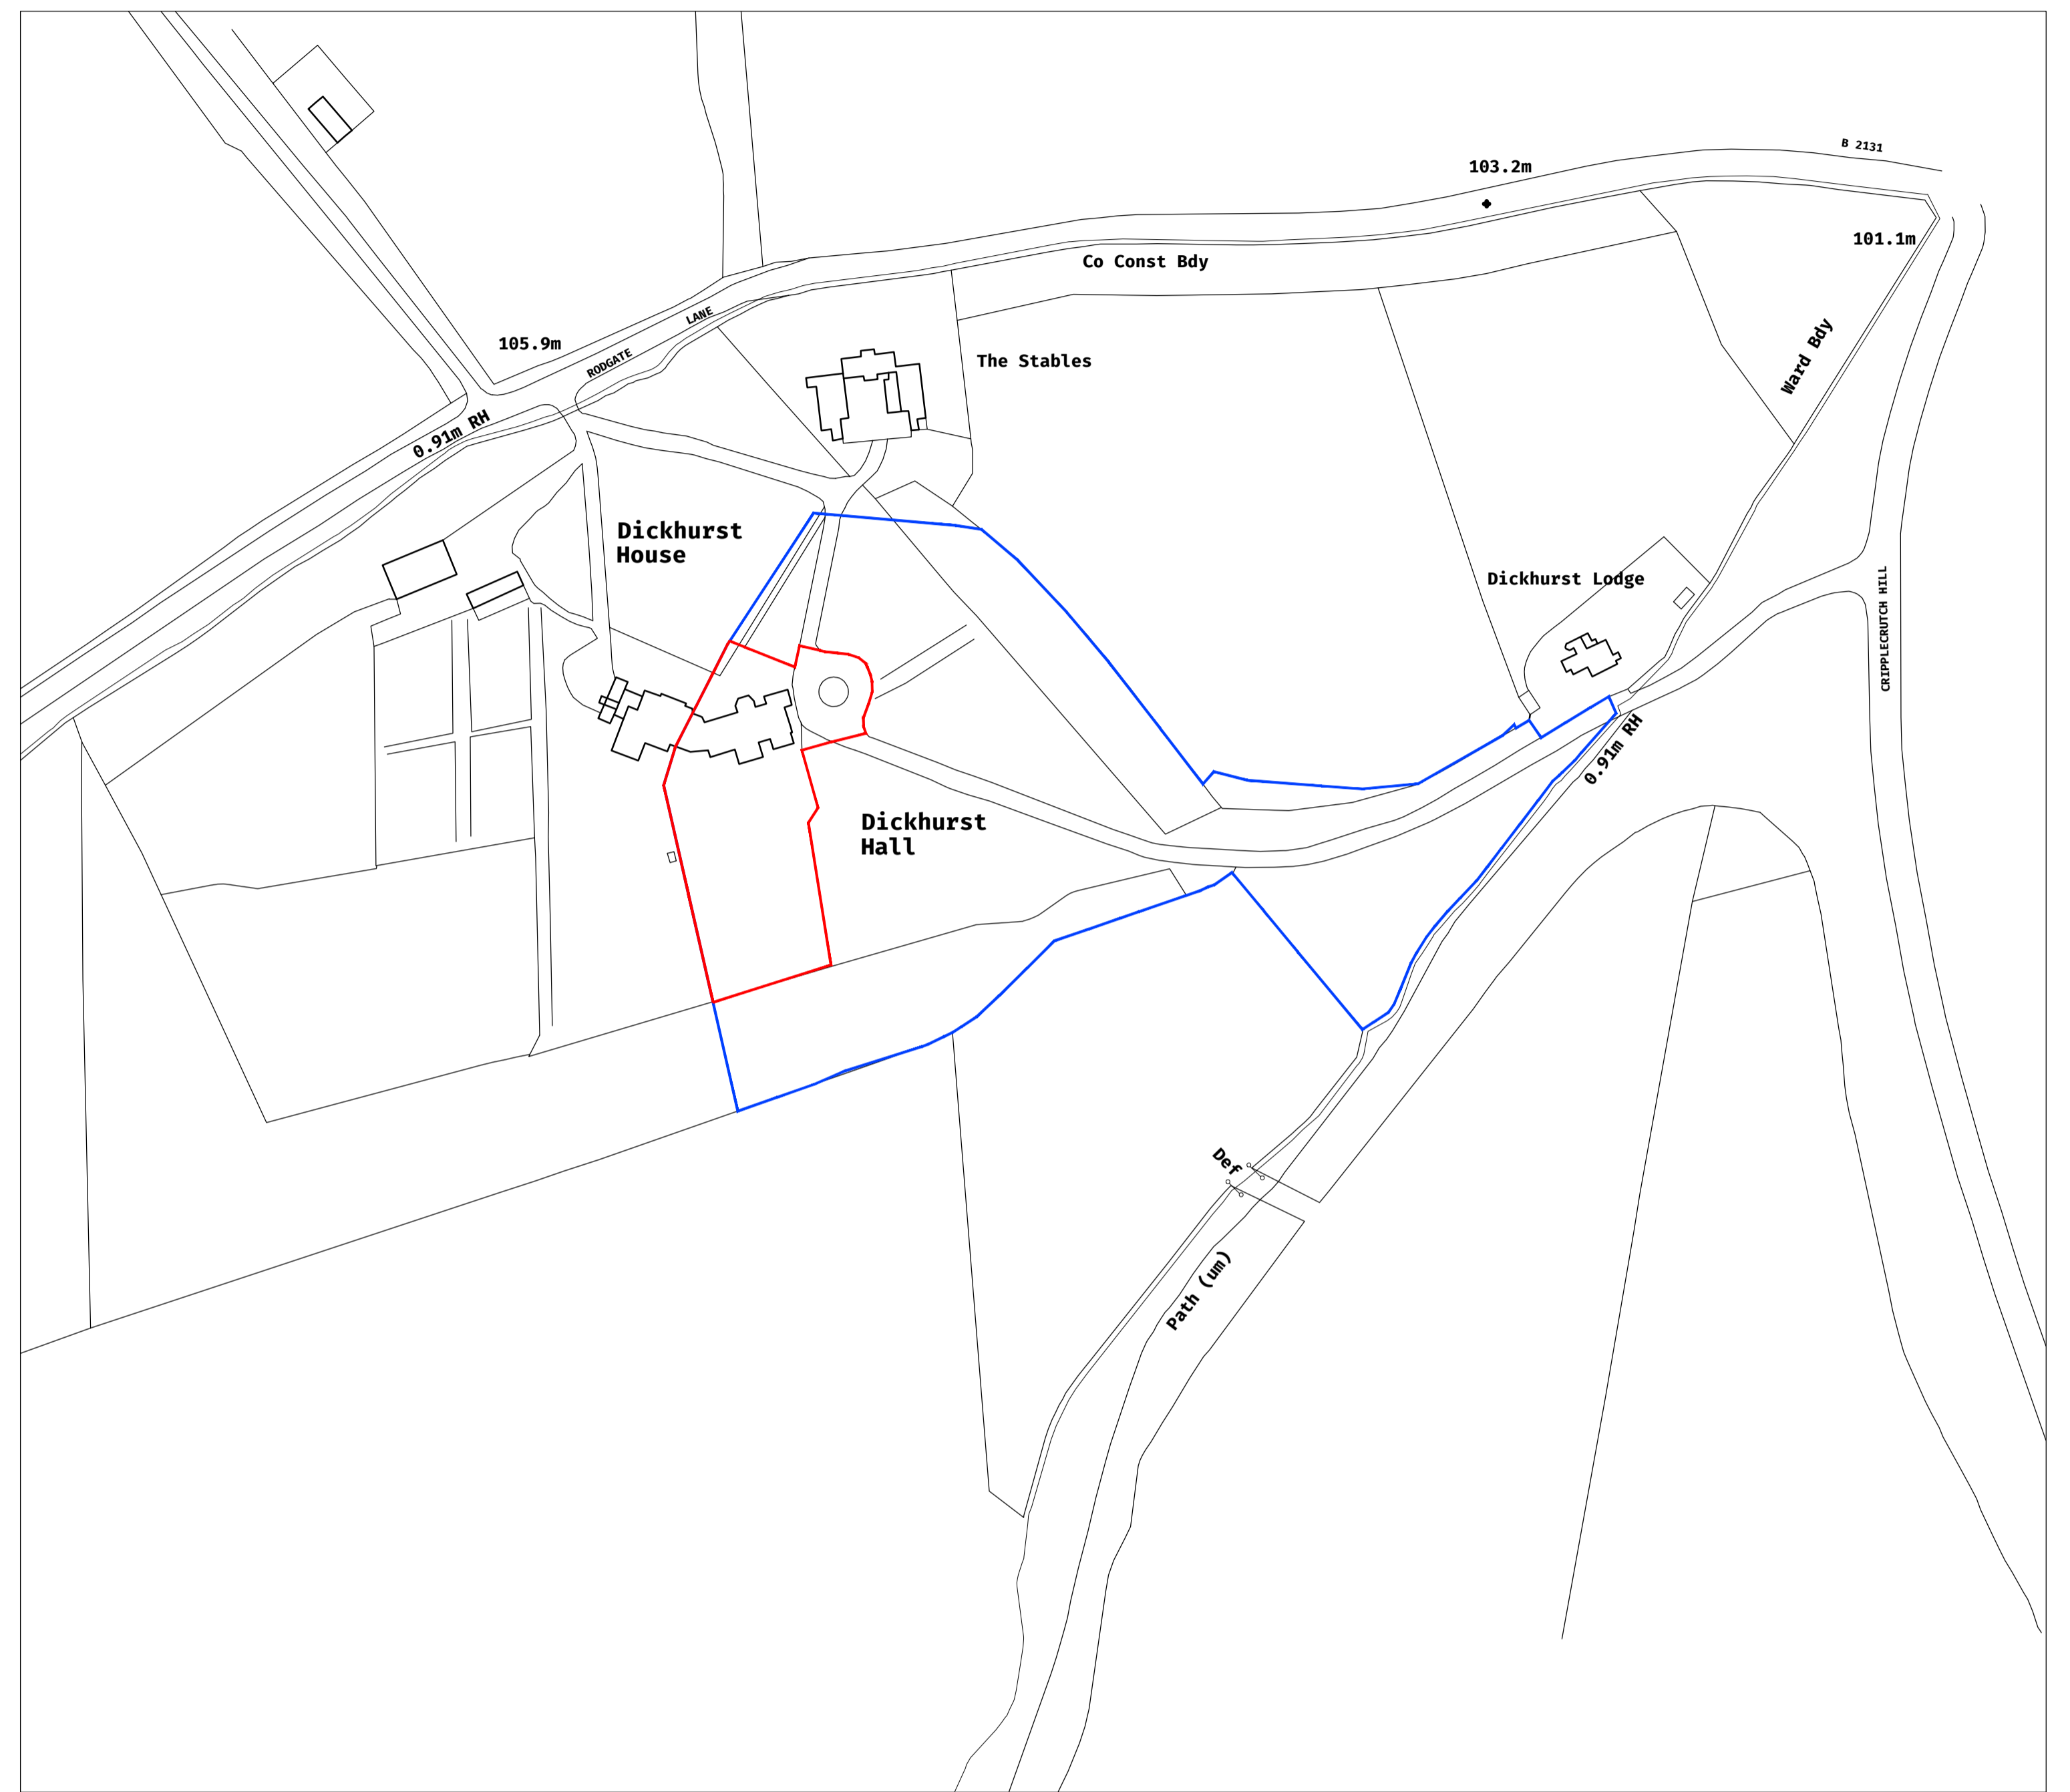 B 2131
103.2m
101.1m
Co Const Bdy
LANE
105.9m
RODGATE
The Stables
Ward Bdy
0.91m RH
Dickhurst
House
Dickhurst Lodge
CRIPPLECRUTCH HILL
0.91m RH
Dickhurst
Hall
Def
Path (um)